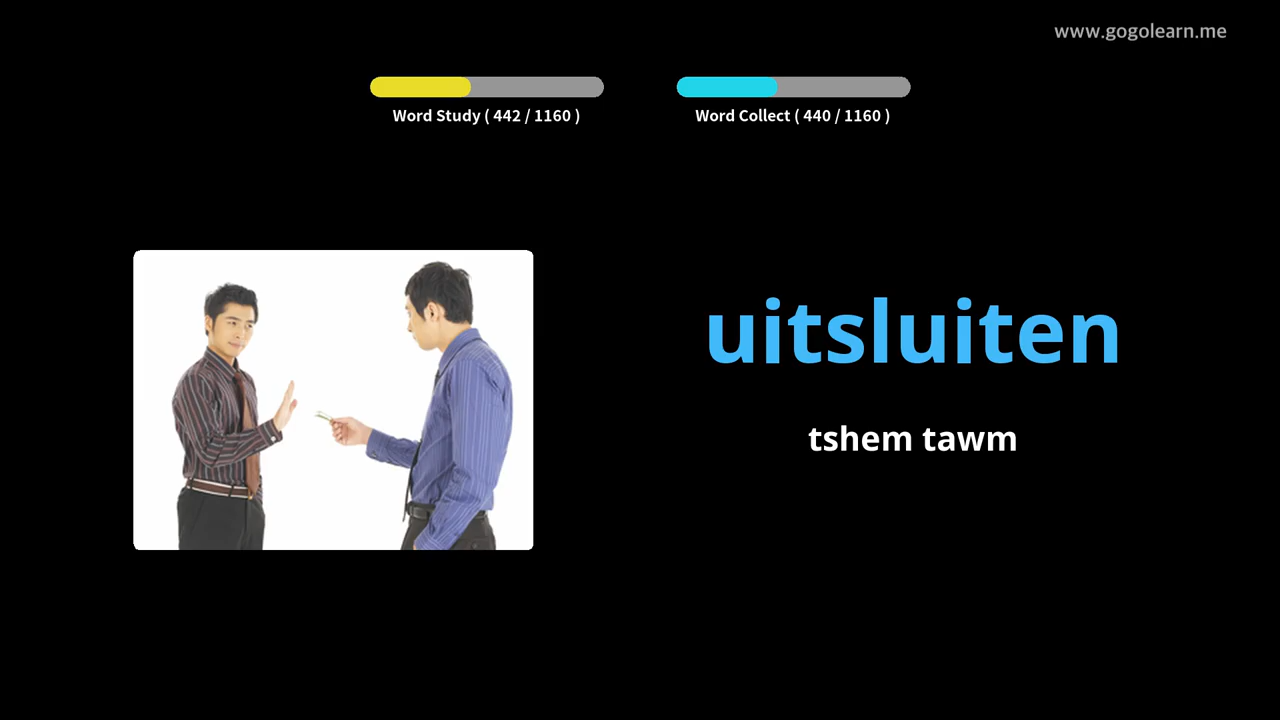 www.gogolearn.me
Word Study ( 442 / 1160 )
Word Collect ( 440 / 1160 )
uitsluiten
tshem tawm